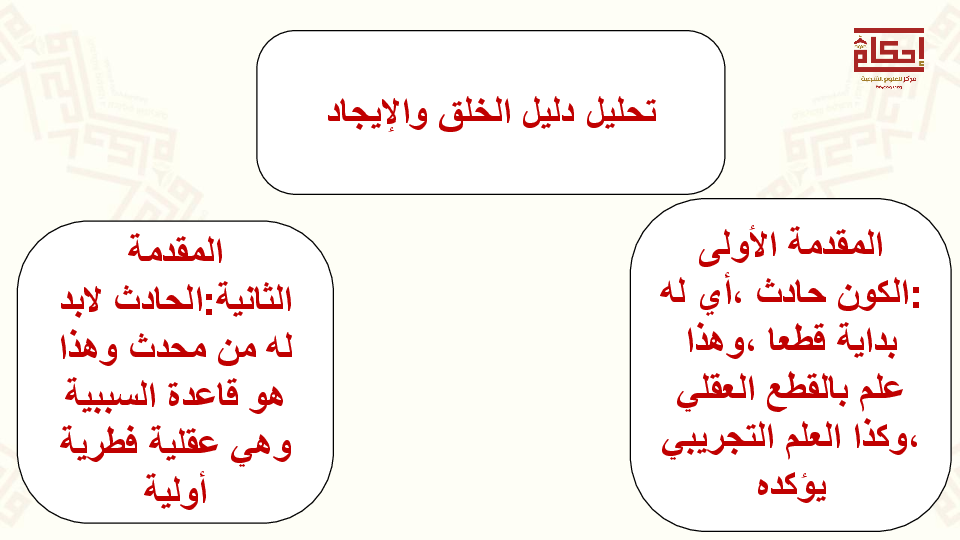 إحكام
مركز للعلوم الشرعية
تحليل دليل الخلق والإيجاد
المقدمة الأولى
:الكون حادث ،أي له
بداية قطعا ،وهذا
علم بالقطع العقلي
،وكذا العلم التجريبي
يؤكده
المقدمة
الثانية:الحادث لابد
له من محدث وهذا
هو قاعدة السببية
وهي عقلية فطرية
أولية